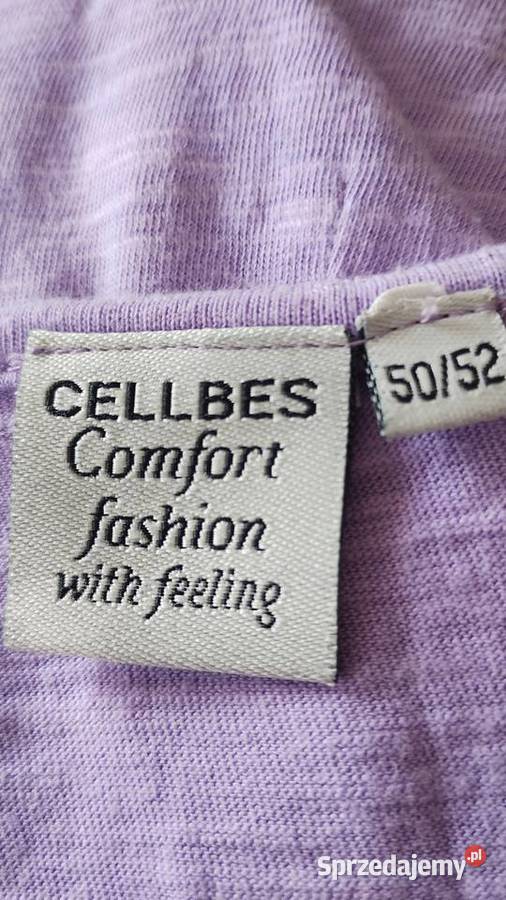 CELLBES
Comfort
fashion
with feeling
50/52
Sprzedajemy.pl